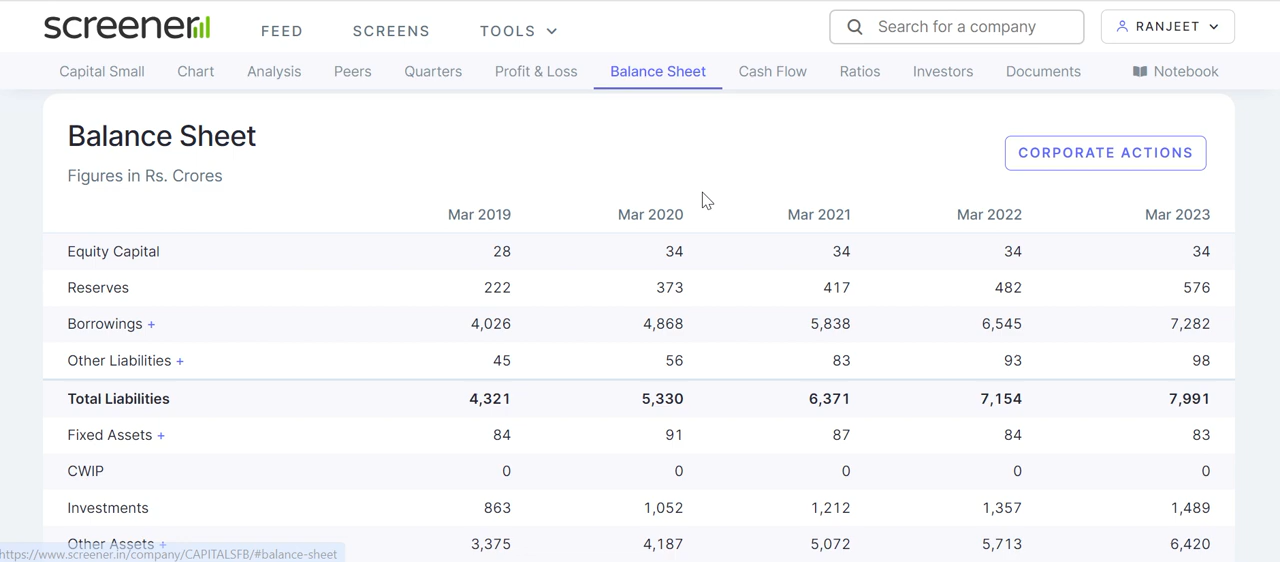 screener FEED SCREENS TOOLS Search for a company RANJEET
Capital Small Chart Analysis Peers Quarters Profit & Loss Balance Sheet Cash Flow Ratios Investors Documents Notebook
Balance Sheet
CORPORATE ACTIONS
Figures in Rs. Crores
Mar 2019 Mar 2020 Mar 2021 Mar 2022 Mar 2023
Equity Capital 28 34 34 34 34
Reserves 222 373 417 482 576
Borrowings + 4,026 4,868 5,838 6,545 7,282
Other Liabilities + 45 56 83 93 98
Total Liabilities 4,321 5,330 6,371 7,154 7,991
Fixed Assets + 84 91 87 84 83
CWIP 0 0 0 0 0
Investments 863 1,052 1,212 1,357 1,489
Other Assets + 3,375 4,187 5,072 5,713 6,420
https://www.screener.in/company/CAPITALSFB/#balance-sheet